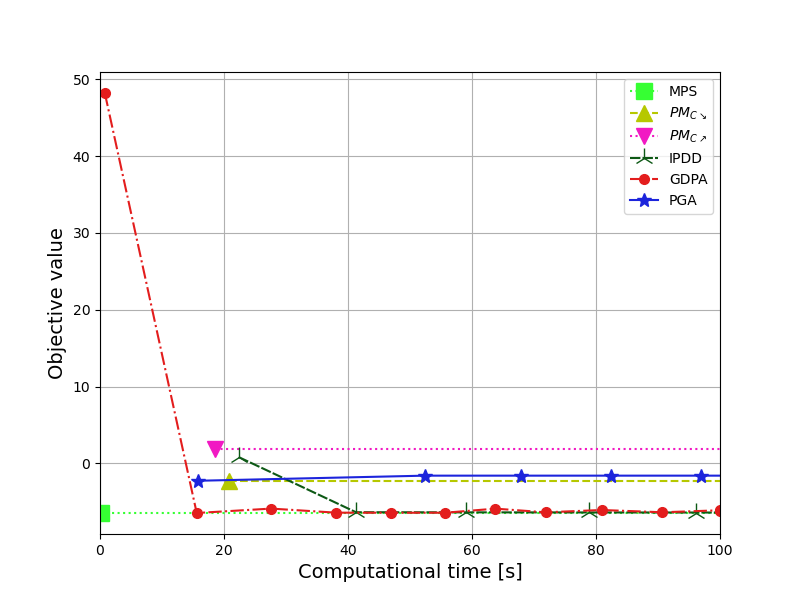 50
40
30
20
10
0
Objective value
0 20 40 60 80 100
Computational time [s]
MPS
PM_{C↘}
PM_{C↗}
IPDD
GDPA
PGA